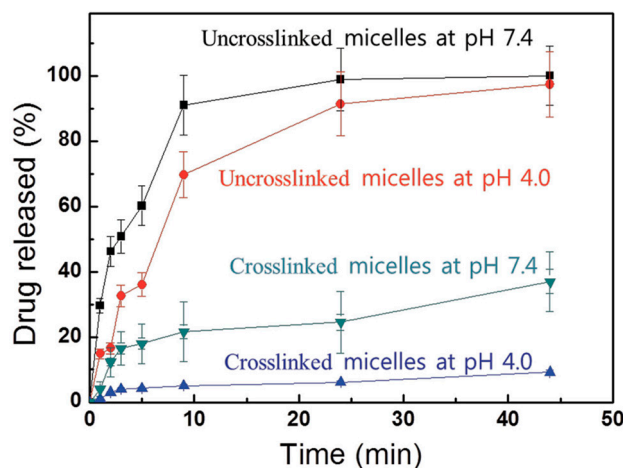 Uncrosslinked micelles at pH 7.4
100
80
Uncrosslinked micelles at pH 4.0
60
Crosslinked micelles at pH 7.4
40
20
Crosslinked micelles at pH 4.0
0
0 10 20 30 40 50
Time (min)
Drug released (%)